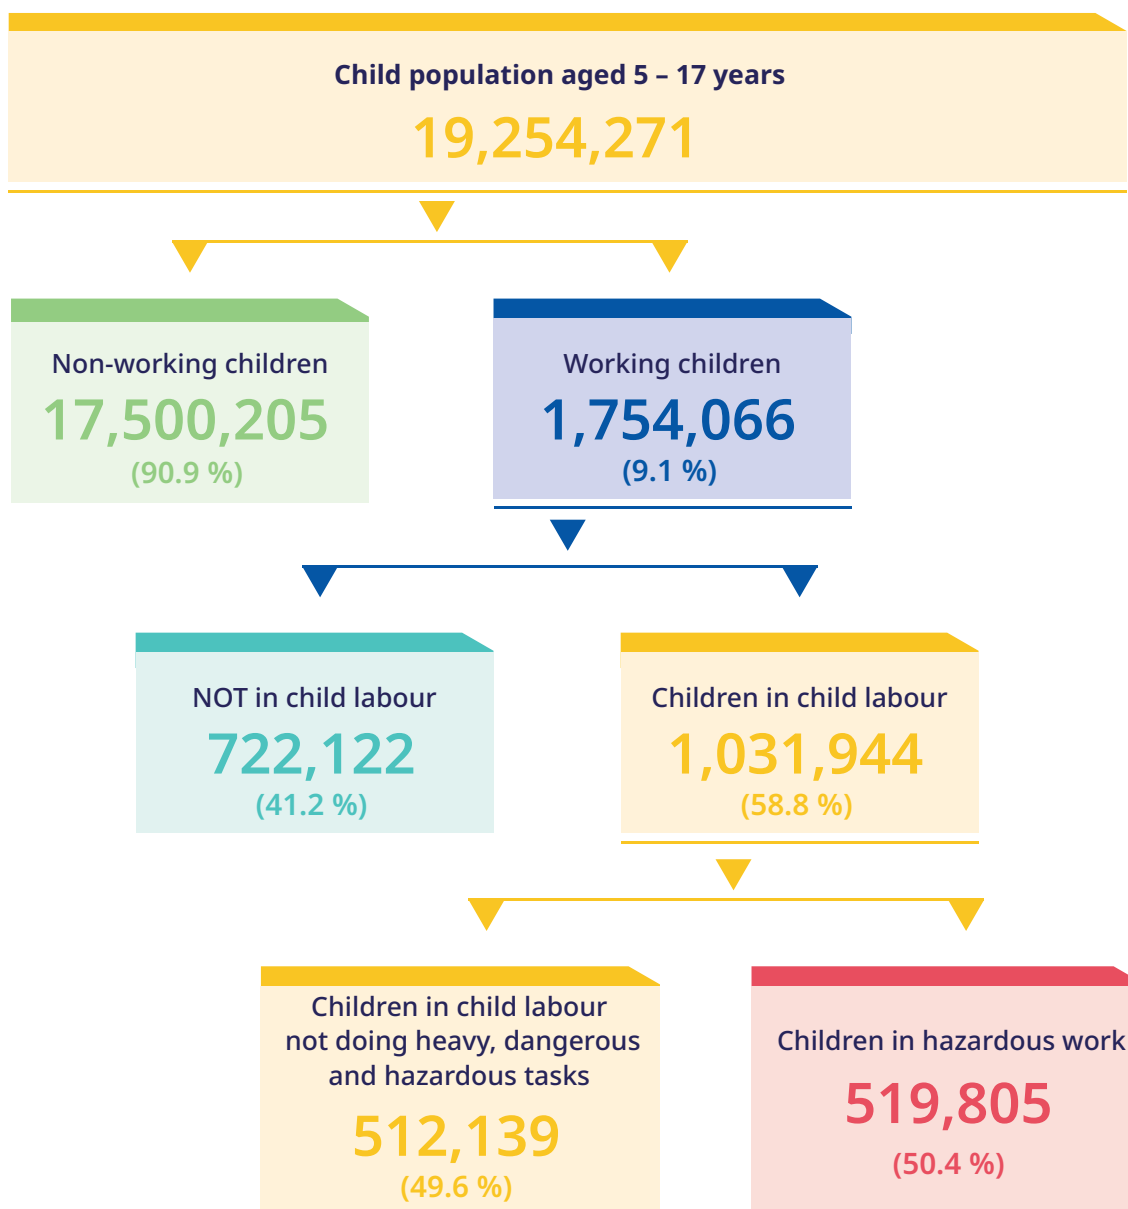 Child population aged 5 – 17 years
19,254,271
Non-working children
17,500,205
(90.9 %)
Working children
1,754,066
(9.1 %)
NOT in child labour
722,122
(41.2 %)
Children in child labour
1,031,944
(58.8 %)
Children in child labour
not doing heavy, dangerous
and hazardous tasks
512,139
(49.6 %)
Children in hazardous work
519,805
(50.4 %)